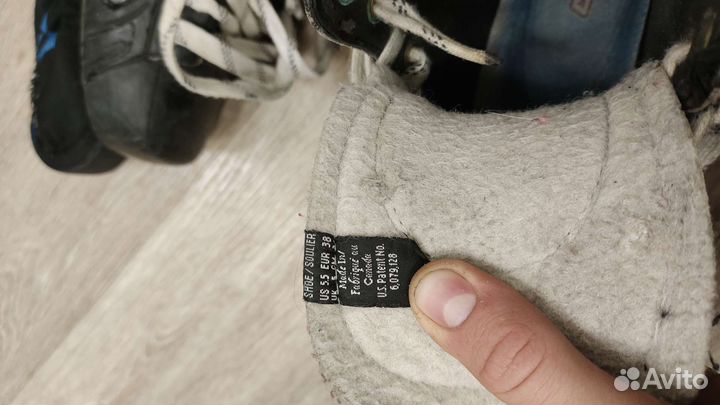 SHOE/SOULIER
US 5.5 EUR 38
Made In/
Fabriqué au
Canada
U.S. Patent No.
6,079,128
Avito